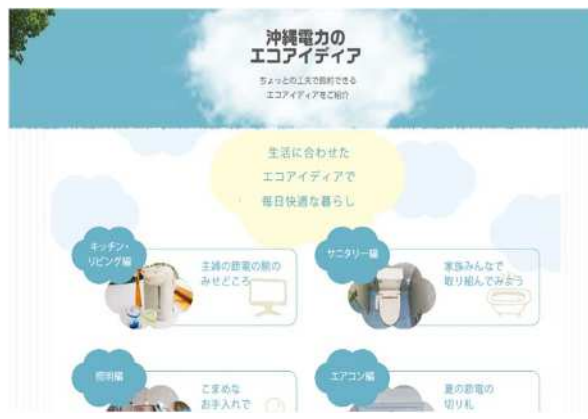 沖縄電力の
エコアイディア
ちょっとの工夫で節約できる
エコアイディアをご紹介
生活に合わせた
エコアイディアで
毎日快適な暮らし
キッチン・
リビング編
主婦の節電の腕の
みせどころ
サニタリー編
家族みんなで
取り組んでみよう
照明編
こまめな
お手入れで
エアコン編
夏の節電の
切り札